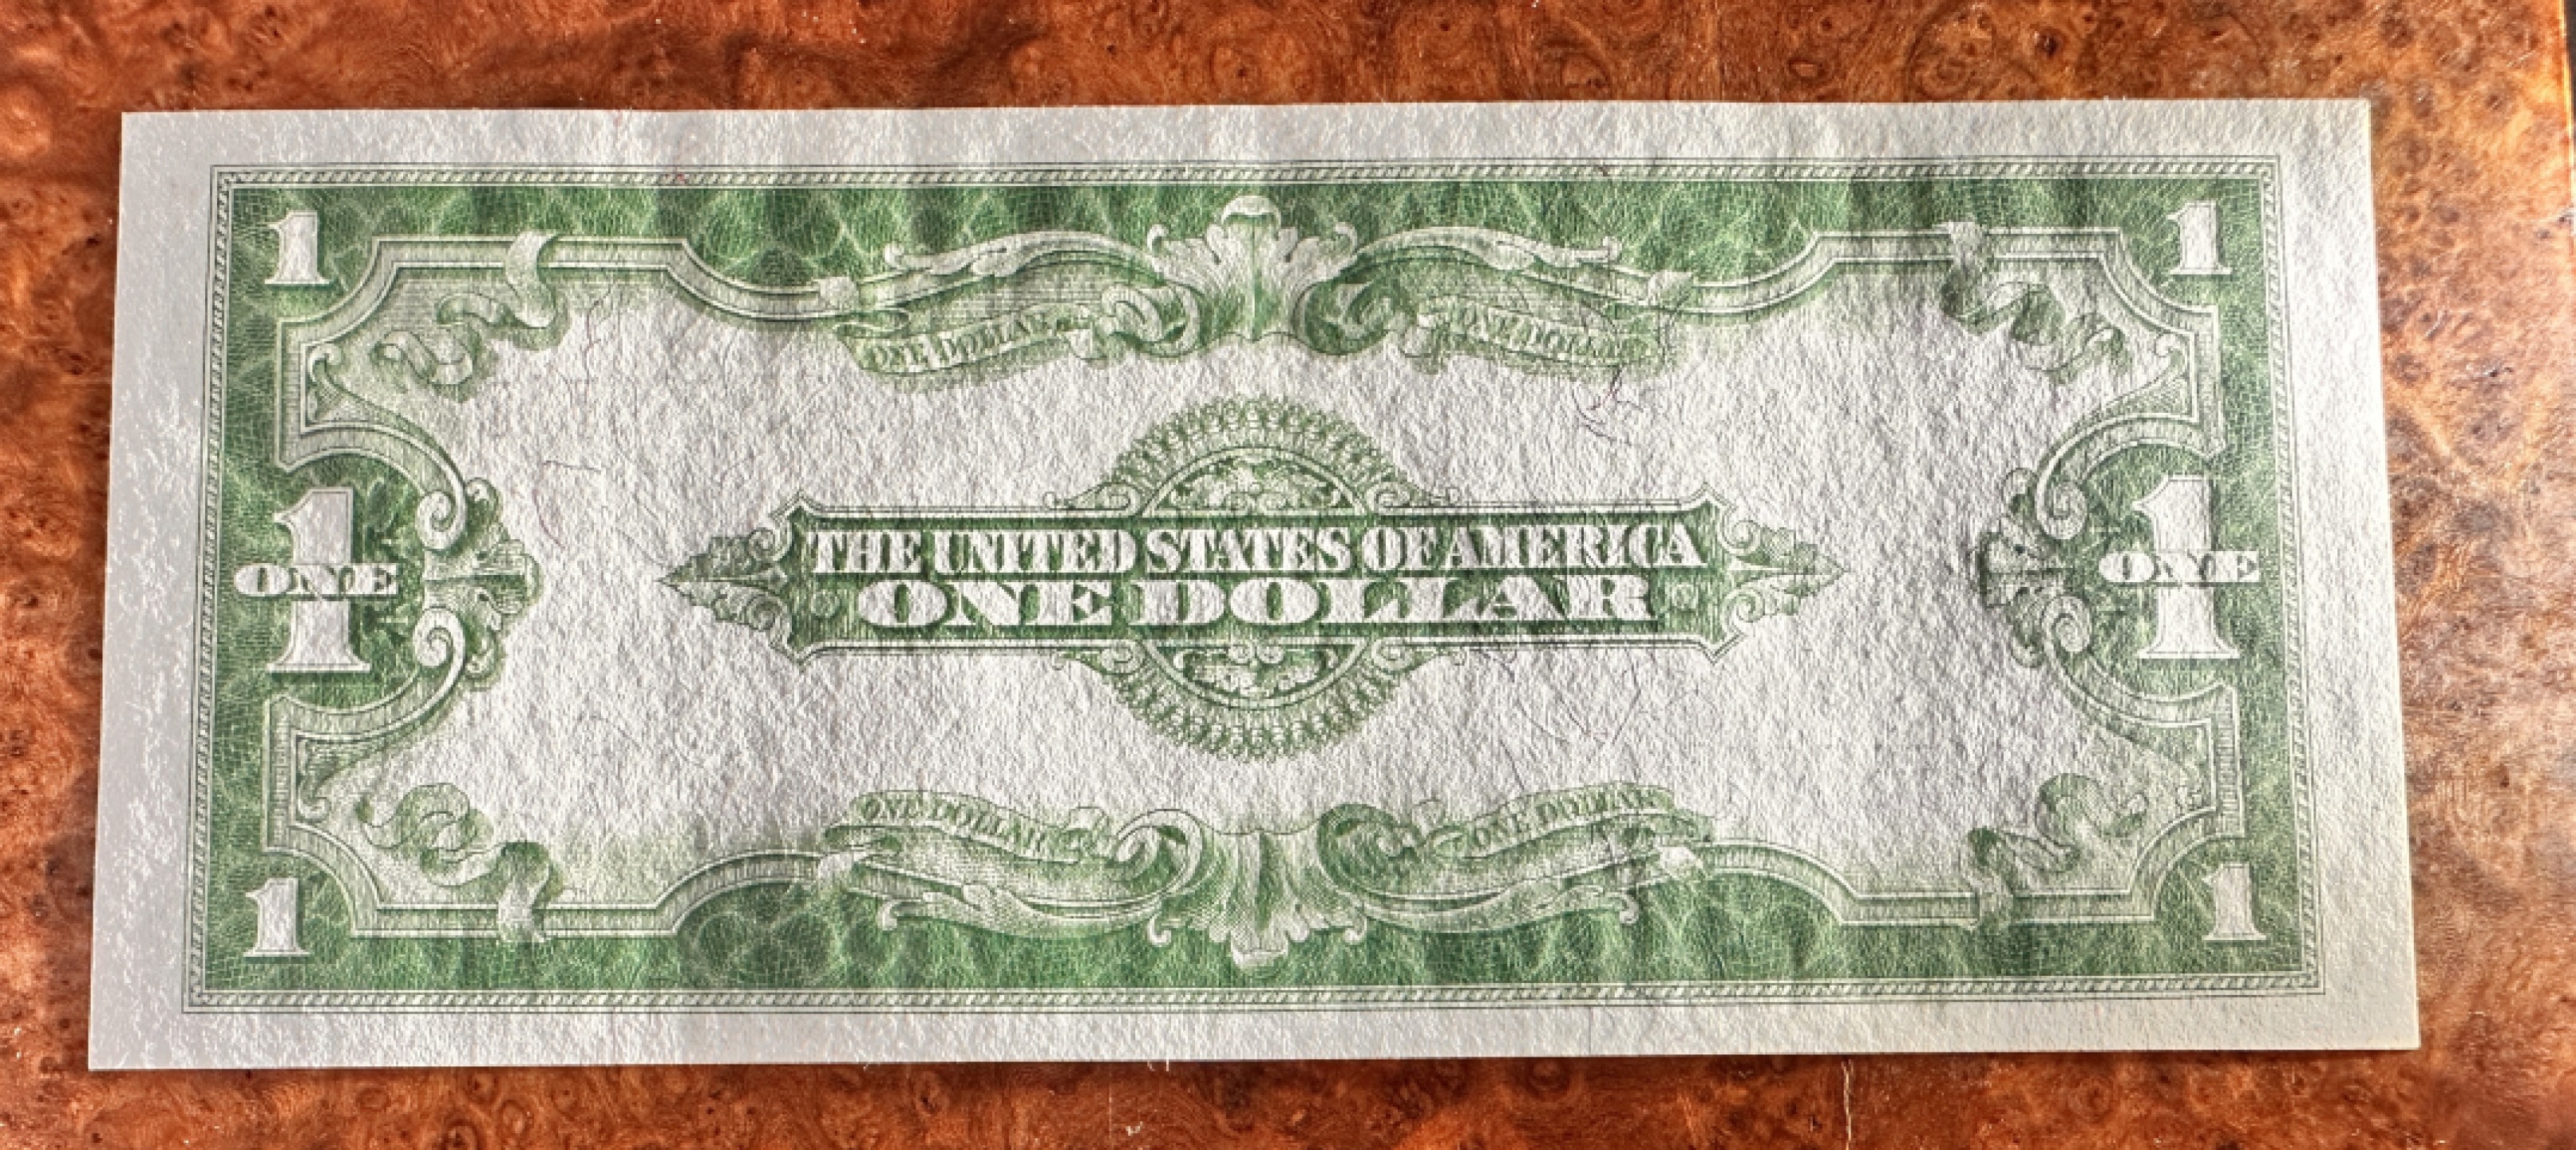 1 1
ONE DOLLAR ONE DOLLAR
THE UNITED STATES OF AMERICA
1 ONE 1 ONE
ONE DOLLAR
ONE DOLLAR ONE DOLLAR
1 1